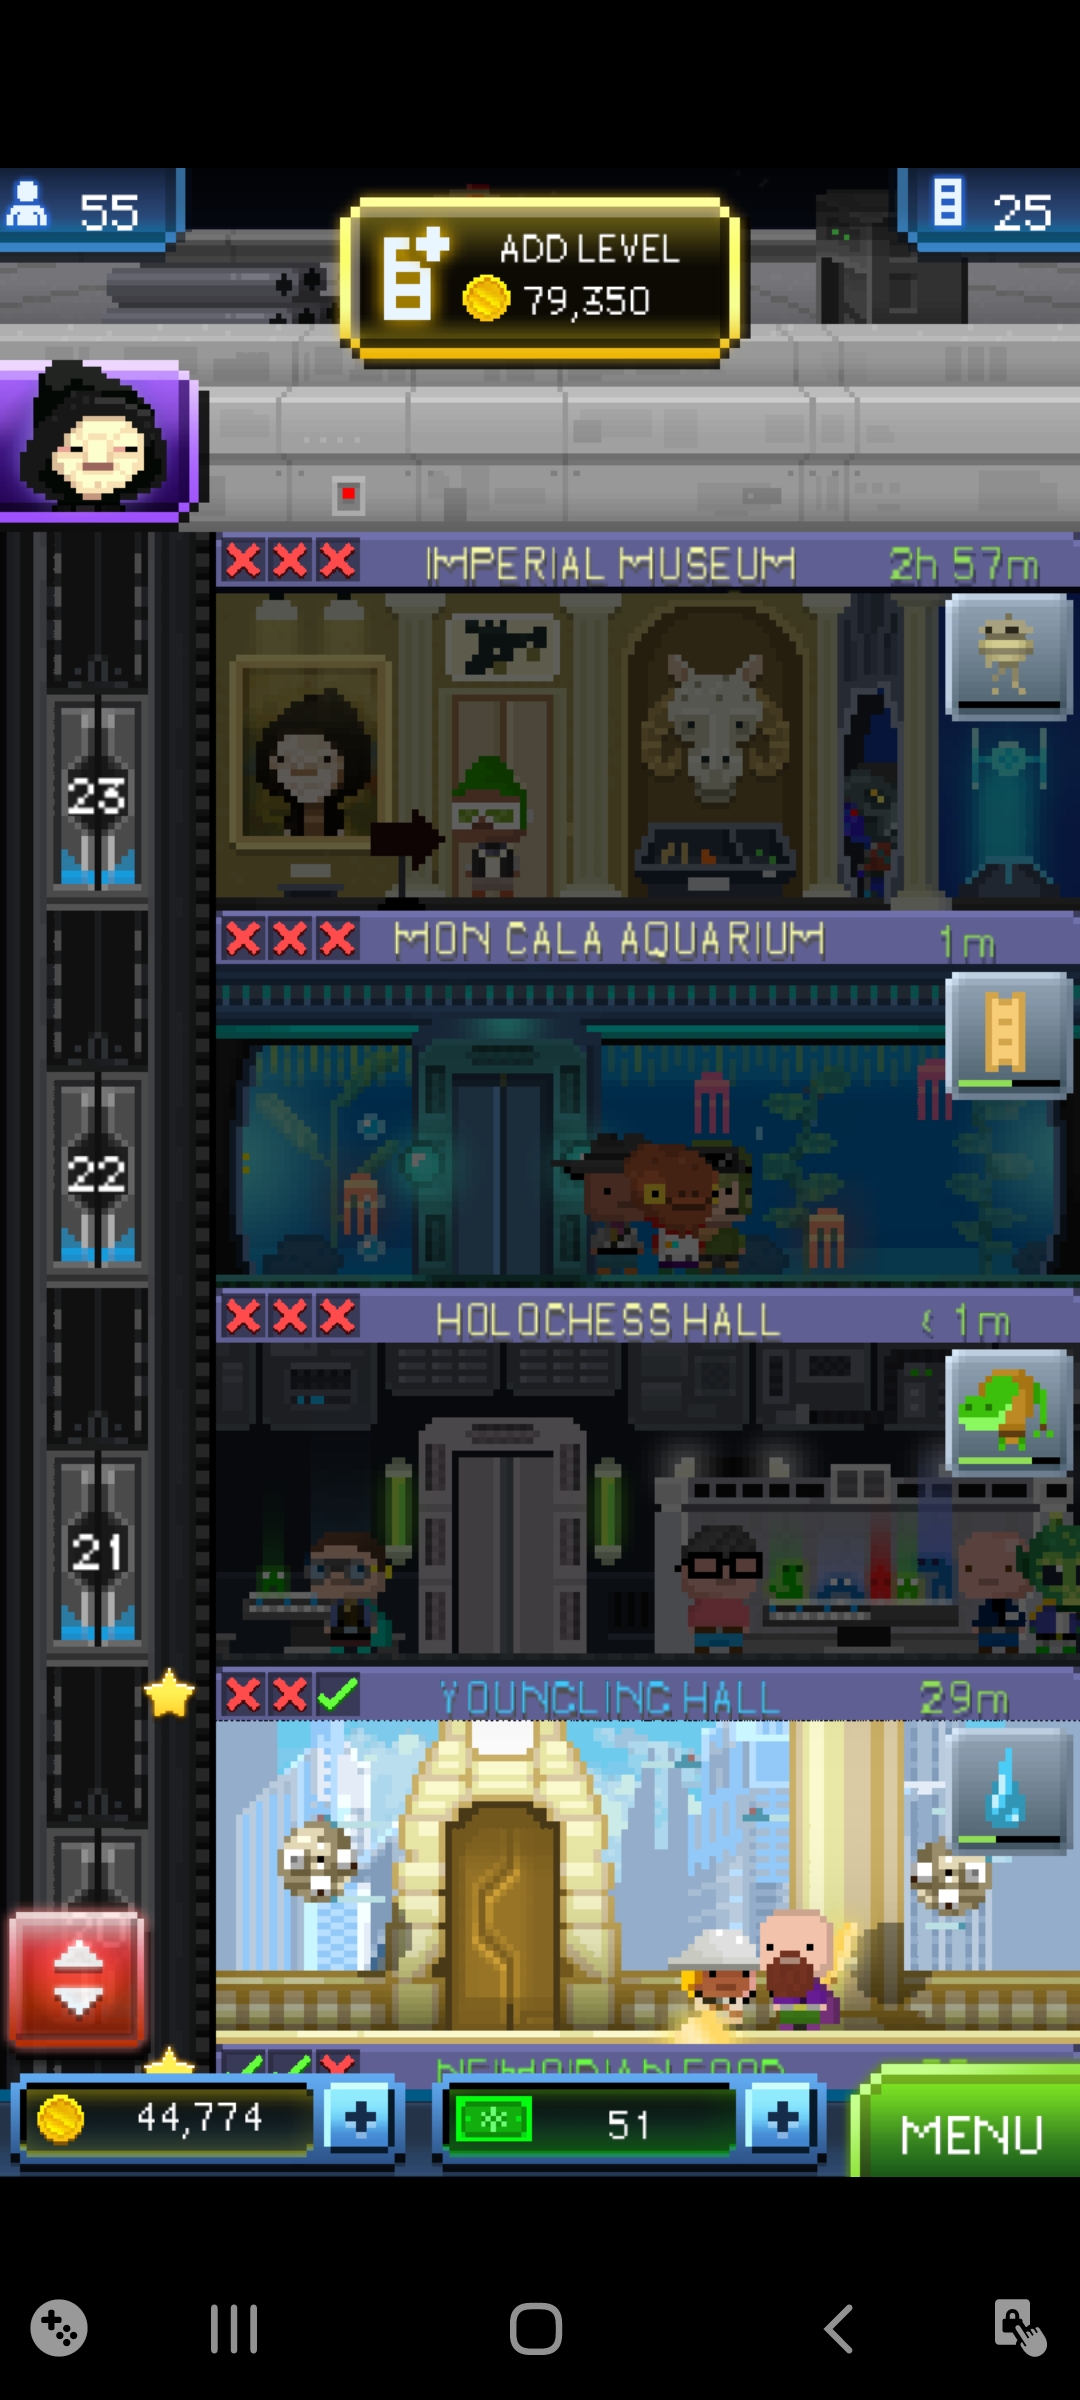 55
ADD LEVEL
79,350
25
IMPERIAL MUSEUM 2h 57m
23
MON CALA AQUARIUM 1m
22
HOLOCHESS HALL < 1m
21
YOUNGLING HALL 29m
44,774
51
MENU